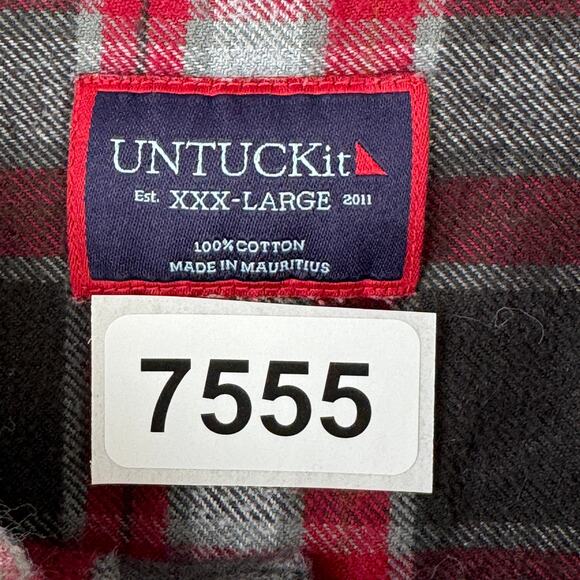 UNTUCKit
Est. XXX-LARGE 2011
100% COTTON
MADE IN MAURITIUS
7555